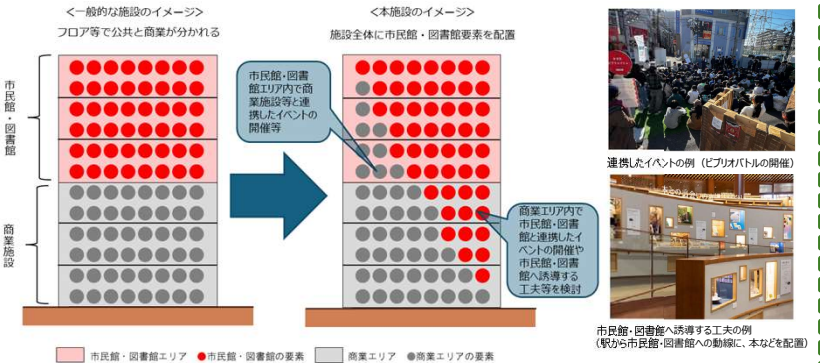 ＜一般的な施設のイメージ＞
フロア等で公共と商業が分かれる
市民館・図書館
商業施設
＜本施設のイメージ＞
施設全体に市民館・図書館要素を配置
市民館・図書
館エリア内で商
業施設等と連
携したイベントの
開催等
商業エリア内で
市民館・図書
館と連携したイ
ベントの開催や
市民館・図書
館へ誘導する
工夫等を検討
連携したイベントの例（ビブリオバトルの開催）
市民館・図書館へ誘導する工夫の例
（駅から市民館・図書館への動線に、本などを配置）
市民館・図書館エリア
市民館・図書館の要素
商業エリア
商業エリアの要素